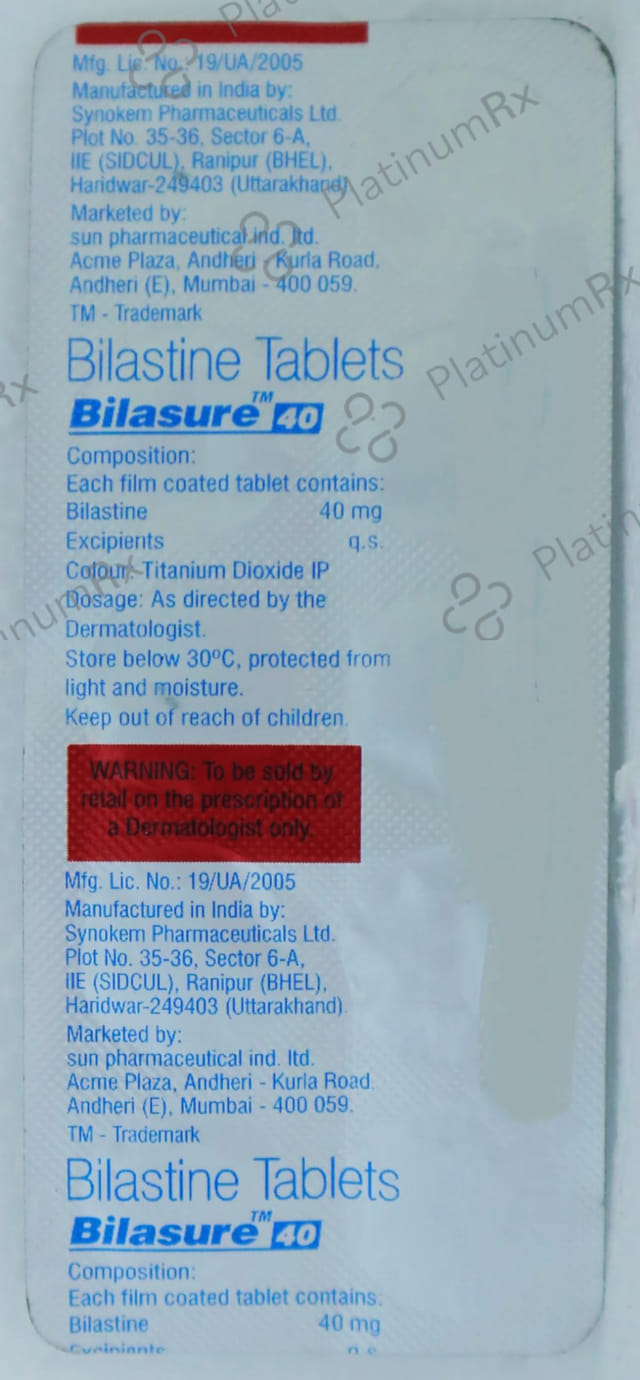 Mfg. Lic. No.: 19/UA/2005
Manufactured in India by:
Synokem Pharmaceuticals Ltd.
Plot No. 35-36, Sector 6-A,
IIE (SIDCUL), Ranipur (BHEL),
Haridwar-249403 (Uttarakhand)
Marketed by:
sun pharmaceutical ind. ltd.
Acme Plaza, Andheri - Kurla Road,
Andheri (E), Mumbai - 400 059.
TM - Trademark
Bilastine Tablets
Bilasure™ 40
Composition:
Each film coated tablet contains:
Bilastine 40 mg
Excipients q.s.
Colour: Titanium Dioxide IP
Dosage: As directed by the
Dermatologist.
Store below 30ºC, protected from
light and moisture.
Keep out of reach of children.
WARNING: To be sold by
retail on the prescription of
a Dermatologist only.
Mfg. Lic. No.: 19/UA/2005
Manufactured in India by:
Synokem Pharmaceuticals Ltd.
Plot No. 35-36, Sector 6-A,
IIE (SIDCUL), Ranipur (BHEL),
Haridwar-249403 (Uttarakhand).
Marketed by:
sun pharmaceutical ind. ltd.
Acme Plaza, Andheri - Kurla Road,
Andheri (E), Mumbai - 400 059.
TM - Trademark
Bilastine Tablets
Bilasure™ 40
Composition:
Each film coated tablet contains:
Bilastine 40 mg
Excipients q.s.
PlatinumRx
PlatinumRx